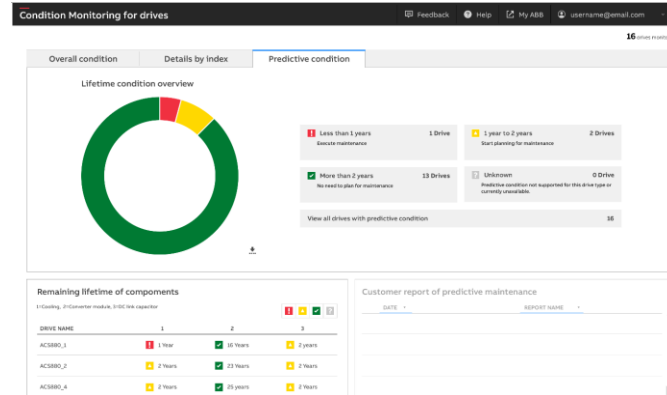 Condition Monitoring for drives
Feedback
Help
My ABB
username@email.com
16 drives
Overall condition
Details by index
Predictive condition
Lifetime condition overview
! Less than 1 years 1 Drive
Execute maintenance
1 year to 2 years 2 Drives
Start planning for maintenance
More than 2 years 13 Drives
No need to plan for maintenance
? Unknown 0 Drive
Predictive condition not supported for this drive type or
currently unavailable.
View all drives with predictive condition 16
Remaining lifetime of compoments
1=Cooling, 2=Converter module, 3=DC link capacitor
! ?
DRIVE NAME 1 2 3
ACS880_1 ! 1 Year 16 Years 2 years
ACS880_2 2 Years 23 Years 2 Years
ACS880_4 2 Years 25 years 2 Years
Customer report of predictive maintenance
DATE
REPORT NAME